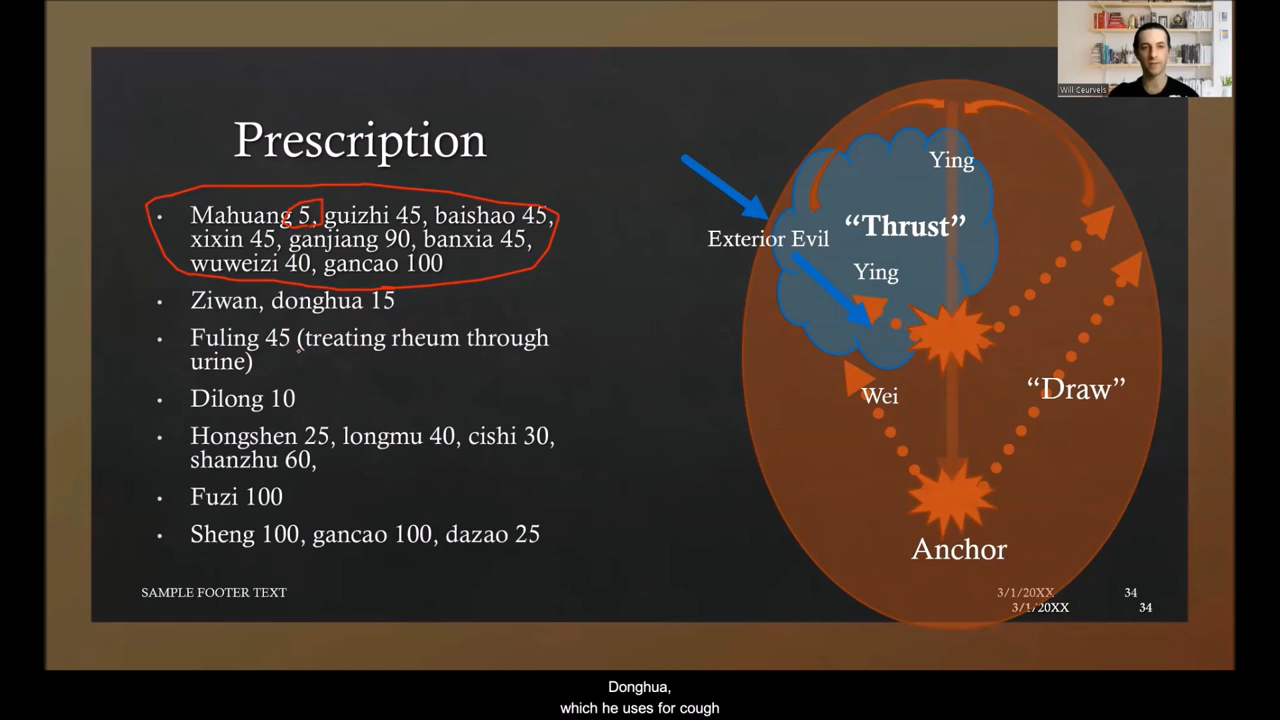 Will Ceurvels
Prescription
Mahuang 5, guizhi 45, baishao 45,
xixin 45, ganjiang 90, banxia 45,
wuweizi 40, gancao 100
Ziwan, donghua 15
Fuling 45 (treating rheum through
urine)
Dilong 10
Hongshen 25, longmu 40, cishi 30,
shanzhu 60,
Fuzi 100
Sheng 100, gancao 100, dazao 25
SAMPLE FOOTER TEXT
Ying
"Thrust"
Exterior Evil
Ying
"Draw"
Wei
Anchor
3/1/20XX 34
3/1/20XX 34
Donghua,
which he uses for cough